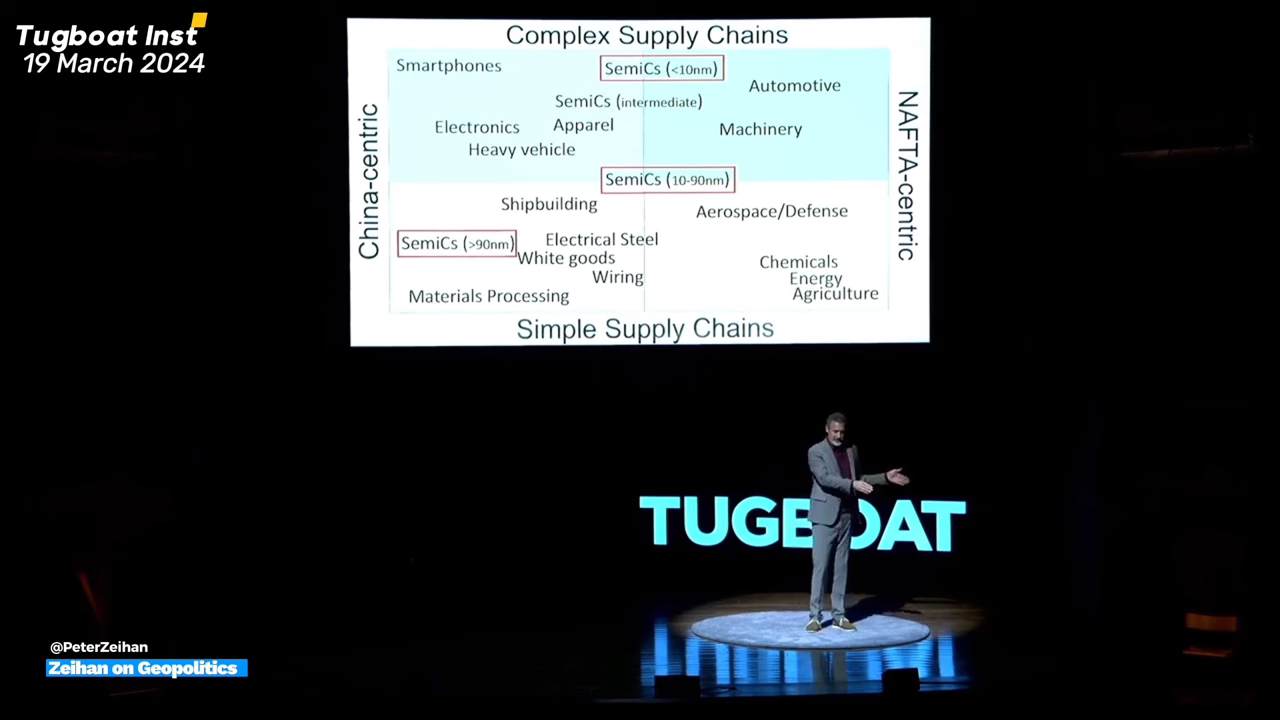 Tugboat Inst
19 March 2024
Complex Supply Chains
Smartphones
SemiCs (<10nm)
Automotive
SemiCs (intermediate)
Electronics
Apparel
Machinery
Heavy vehicle
SemiCs (10-90nm)
Shipbuilding
Aerospace/Defense
SemiCs (>90nm)
Electrical Steel
White goods
Chemicals
Wiring
Energy
Materials Processing
Agriculture
Simple Supply Chains
China-centric
NAFTA-centric
TUGBOAT
@PeterZeihan
Zeihan on Geopolitics